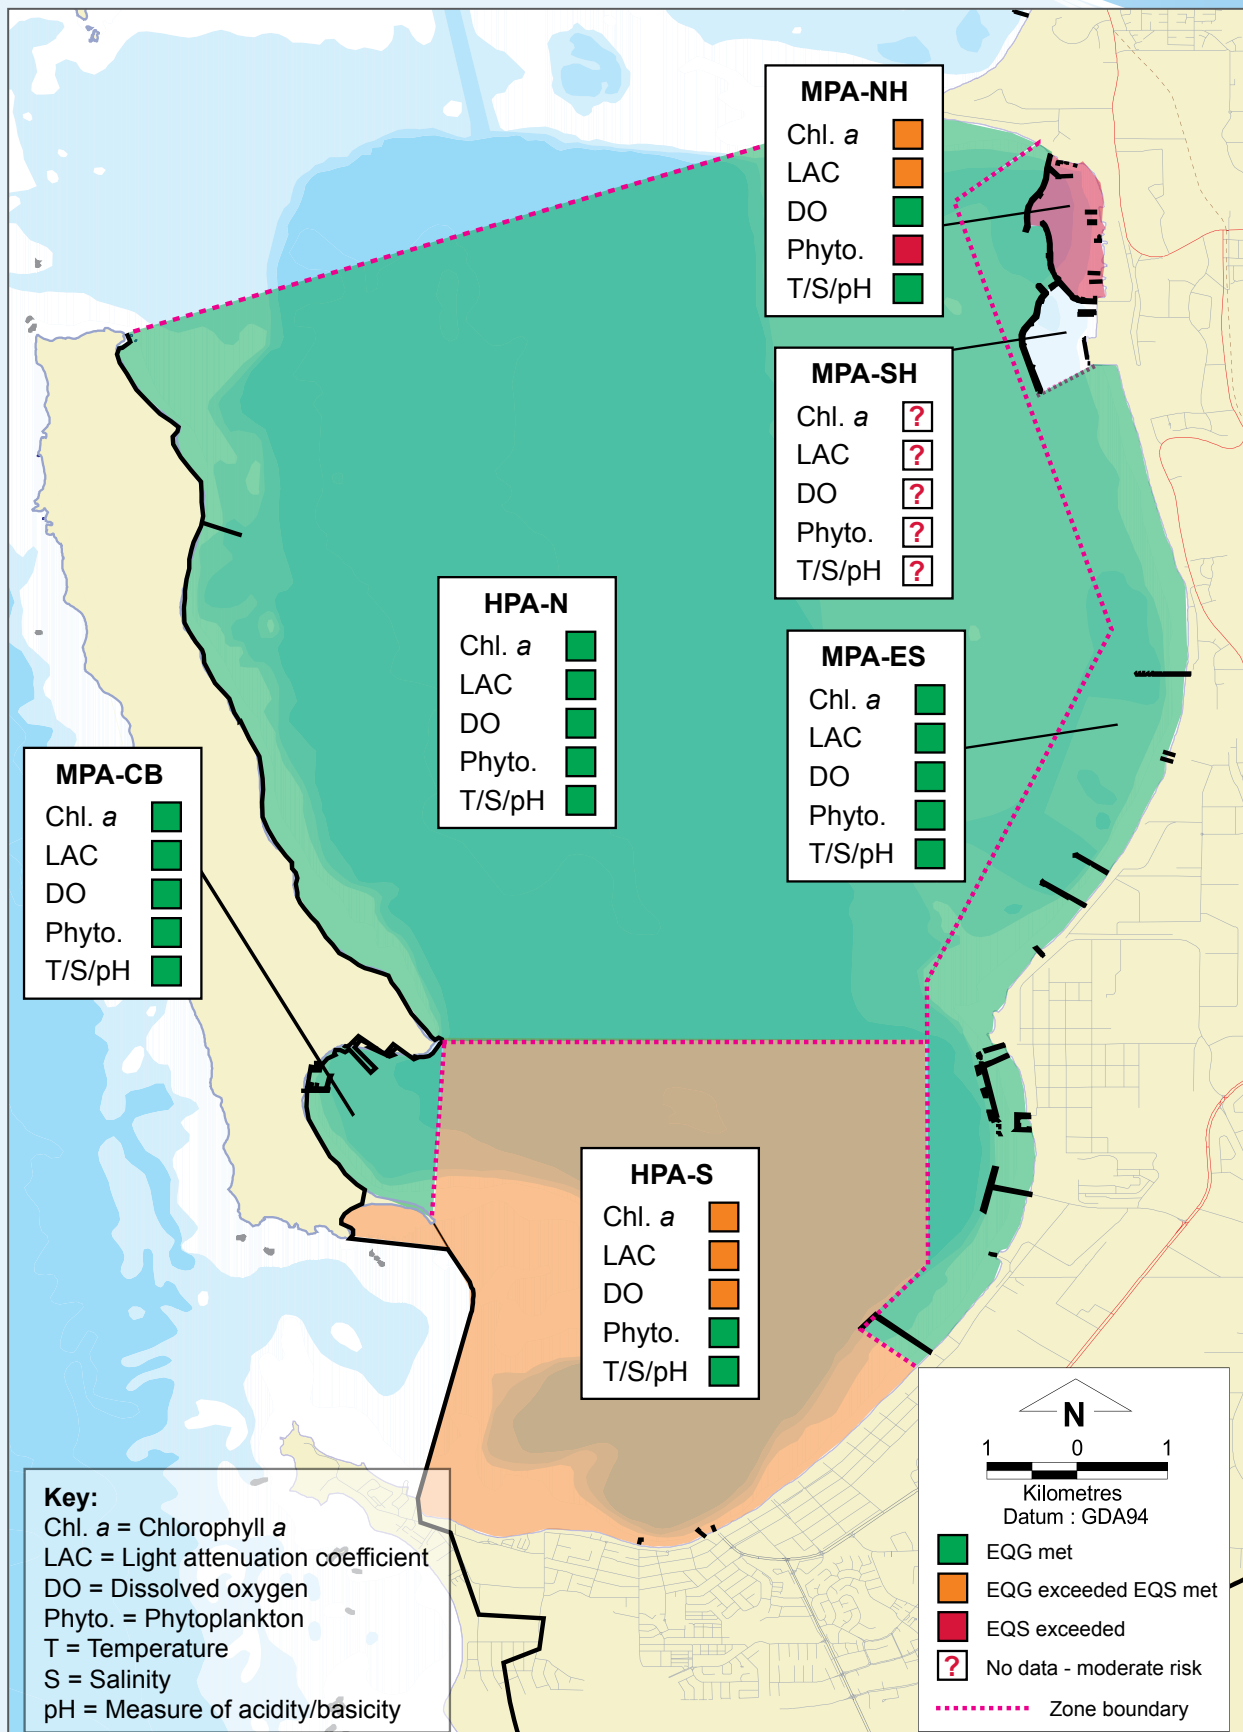 MPA-NH
Chl. a
LAC
DO
Phyto.
T/S/pH
MPA-SH
Chl. a ?
LAC ?
DO ?
Phyto. ?
T/S/pH ?
HPA-N
Chl. a
LAC
DO
Phyto.
T/S/pH
MPA-ES
Chl. a
LAC
DO
Phyto.
T/S/pH
MPA-CB
Chl. a
LAC
DO
Phyto.
T/S/pH
HPA-S
Chl. a
LAC
DO
Phyto.
T/S/pH
Key:
Chl. a = Chlorophyll a
LAC = Light attenuation coefficient
DO = Dissolved oxygen
Phyto. = Phytoplankton
T = Temperature
S = Salinity
pH = Measure of acidity/basicity
N
1 0 1
Kilometres
Datum : GDA94
EQG met
EQG exceeded EQS met
EQS exceeded
? No data - moderate risk
Zone boundary